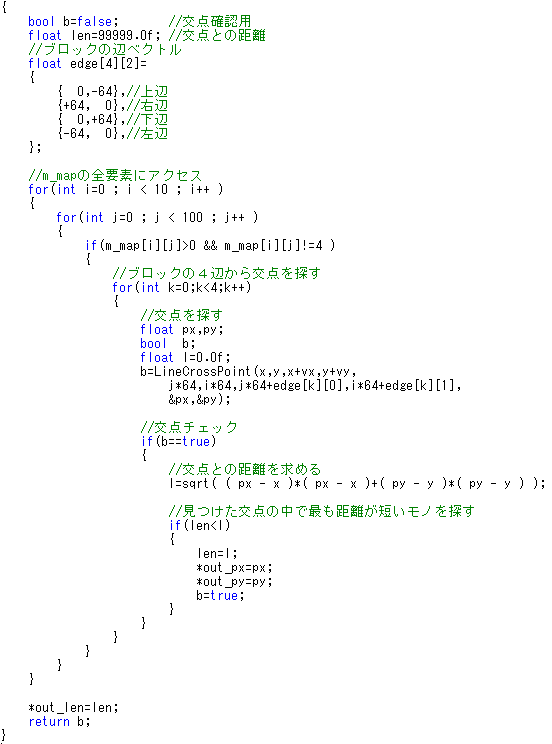 {
    bool b=false;       //交点確認用
    float len=99999.0f; //交点との距離
    //ブロックの辺ベクトル
    float edge[4][2]=
    {
        {  0,-64},//上辺
        {+64,  0},//右辺
        {  0,+64},//下辺
        {-64,  0},//左辺
    };

    //m_mapの全要素にアクセス
    for(int i=0 ; i < 10 ; i++ )
    {
        for(int j=0 ; j < 100 ; j++ )
        {
            if(m_map[i][j]>0 && m_map[i][j]!=4 )
            {
                //ブロックの４辺から交点を探す
                for(int k=0;k<4;k++)
                {
                    //交点を探す
                    float px,py;
                    bool  b;
                    float l=0.0f;
                    b=LineCrossPoint(x,y,x+vx,y+vy,
                        j*64,i*64,j*64+edge[k][0],i*64+edge[k][1],
                        &px,&py);

                    //交点チェック
                    if(b==true)
                    {
                        //交点との距離を求める
                        l=sqrt( ( px - x )*( px - x )+( py - y )*( py - y ) );

                        //見つけた交点の中で最も距離が短いモノを探す
                        if(len<l)
                        {
                            len=l;
                            *out_px=px;
                            *out_py=py;
                            b=true;
                        }
                    }
                }
            }
        }
    }

    *out_len=len;
    return b;
}